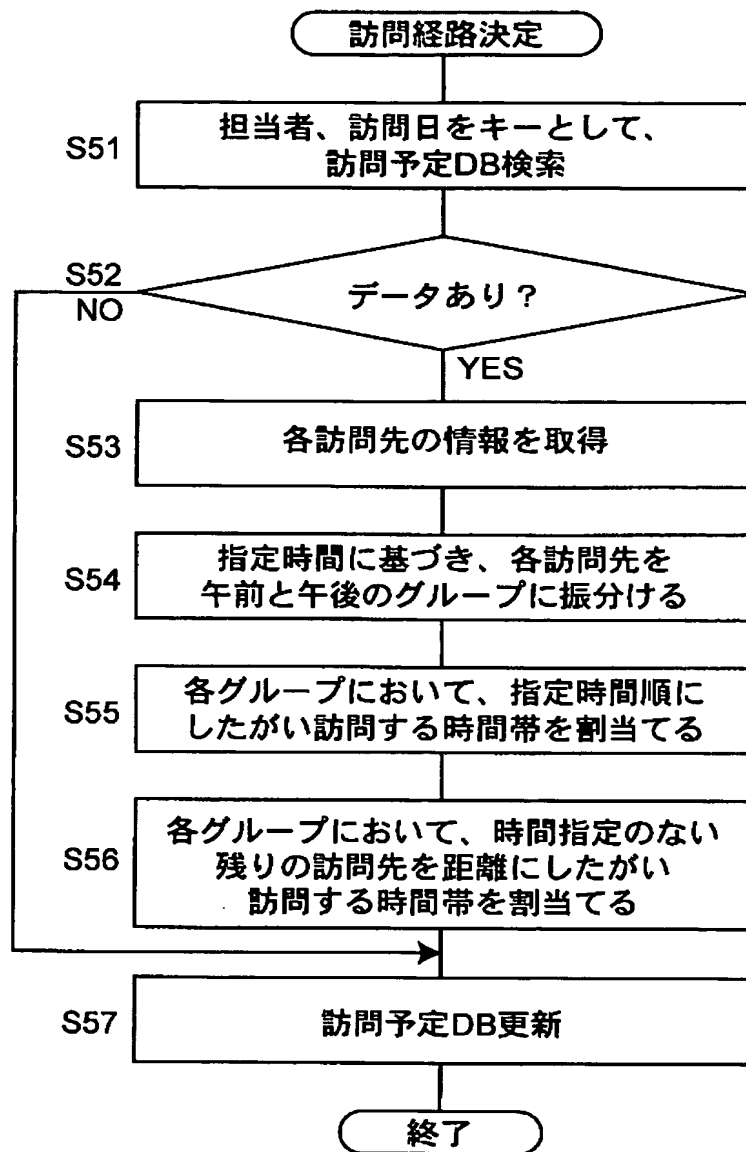 訪問経路決定
S51
担当者、訪問日をキーとして、
訪問予定DB検索
S52
NO
データあり？
YES
S53
各訪問先の情報を取得
S54
指定時間に基づき、各訪問先を
午前と午後のグループに振分ける
S55
各グループにおいて、指定時間順に
したがい訪問する時間帯を割当てる
S56
各グループにおいて、時間指定のない
残りの訪問先を距離にしたがい
訪問する時間帯を割当てる
S57
訪問予定DB更新
終了